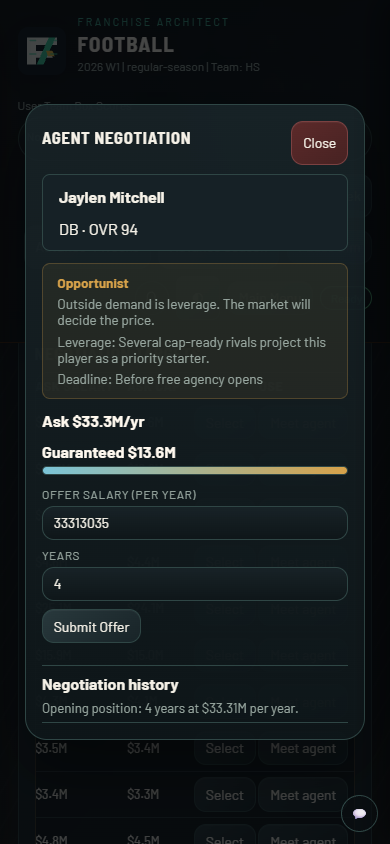 FRANCHISE ARCHITECT
FOOTBALL
2026 W1 | regular-season | Team: HS
AGENT NEGOTIATION
Close
Jaylen Mitchell
DB · OVR 94
Opportunist
Outside demand is leverage. The market will
decide the price.
Leverage: Several cap-ready rivals project this
player as a priority starter.
Deadline: Before free agency opens
Ask $33.3M/yr
Guaranteed $13.6M
OFFER SALARY (PER YEAR)
33313035
YEARS
4
Submit Offer
Negotiation history
Opening position: 4 years at $33.31M per year.
$3.5M $3.4M Select Meet agent
$3.4M $3.3M Select Meet agent
$4.8M $4.5M Select Meet agent